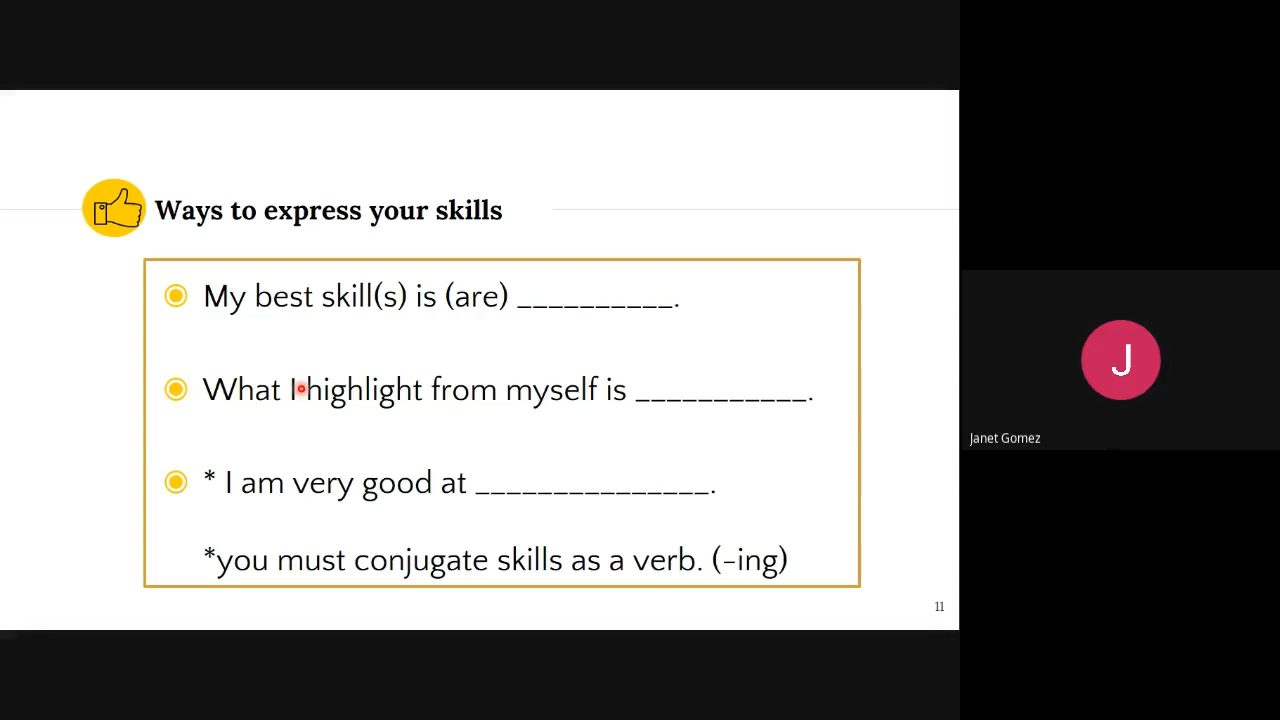 Ways to express your skills
My best skill(s) is (are) __________.
What I highlight from myself is ___________.
* I am very good at _______________.
*you must conjugate skills as a verb. (-ing)
11
J
Janet Gomez